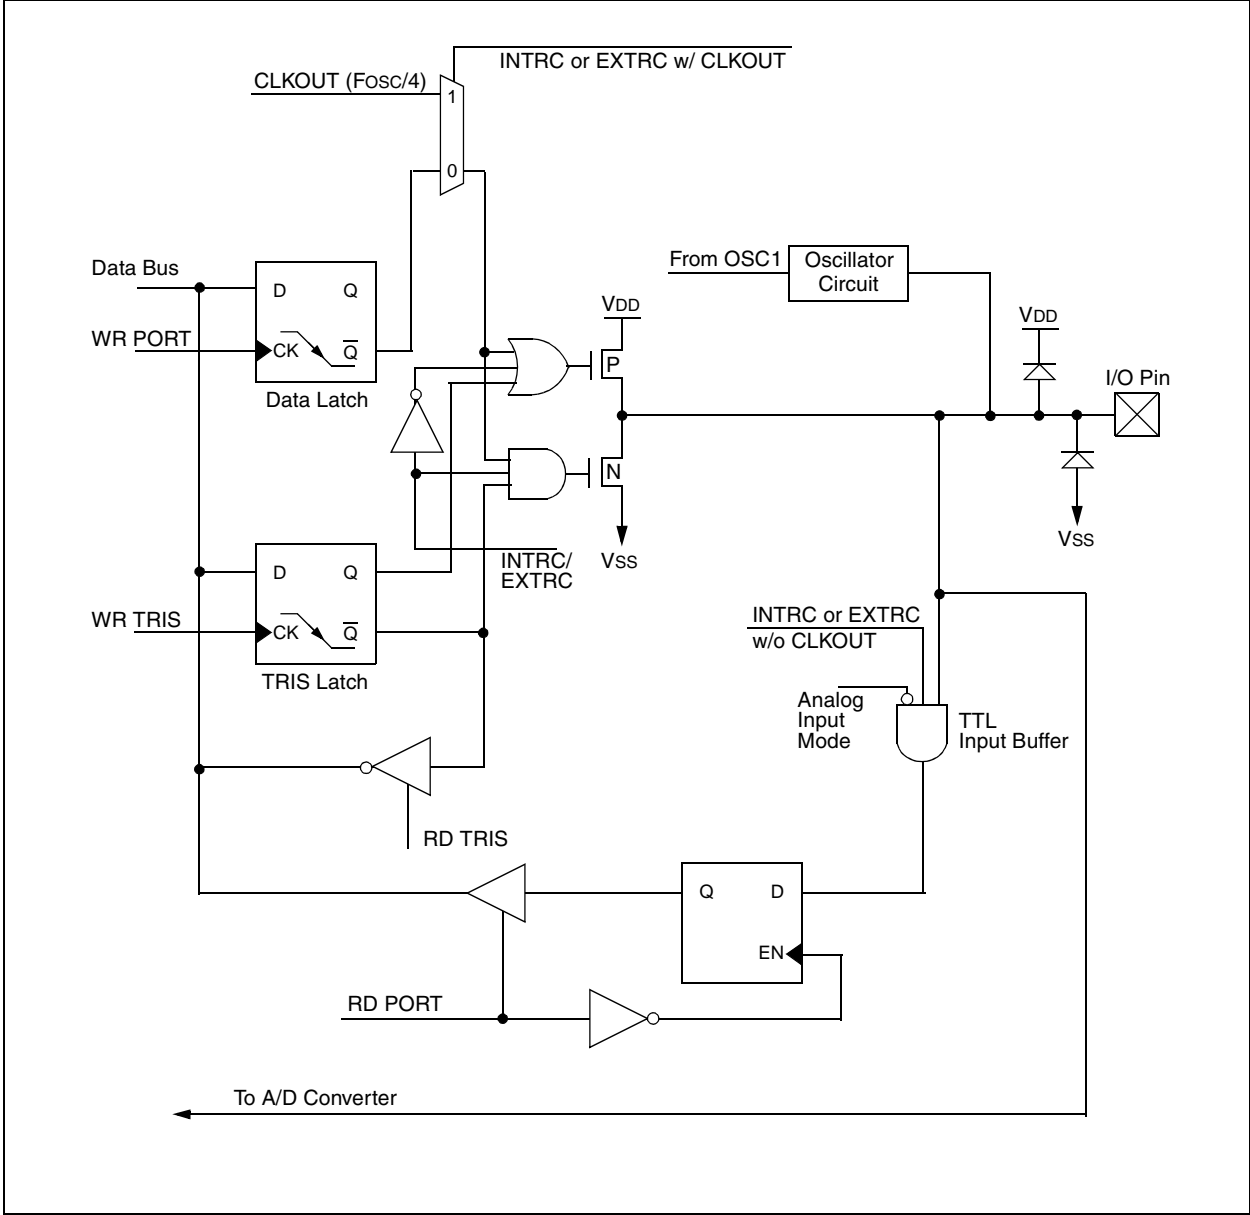 INTRC or EXTRC w/ CLKOUT
CLKOUT (FOSC/4)
1
0
Data Bus
D Q
WR PORT
CK Q̅
Data Latch
From OSC1
Oscillator
Circuit
VDD
P
VDD
I/O Pin
N
VSS
VSS
INTRC/
EXTRC
D Q
WR TRIS
CK Q̅
TRIS Latch
INTRC or EXTRC
w/o CLKOUT
Analog
Input
Mode
TTL
Input Buffer
RD TRIS
Q D
EN
RD PORT
To A/D Converter